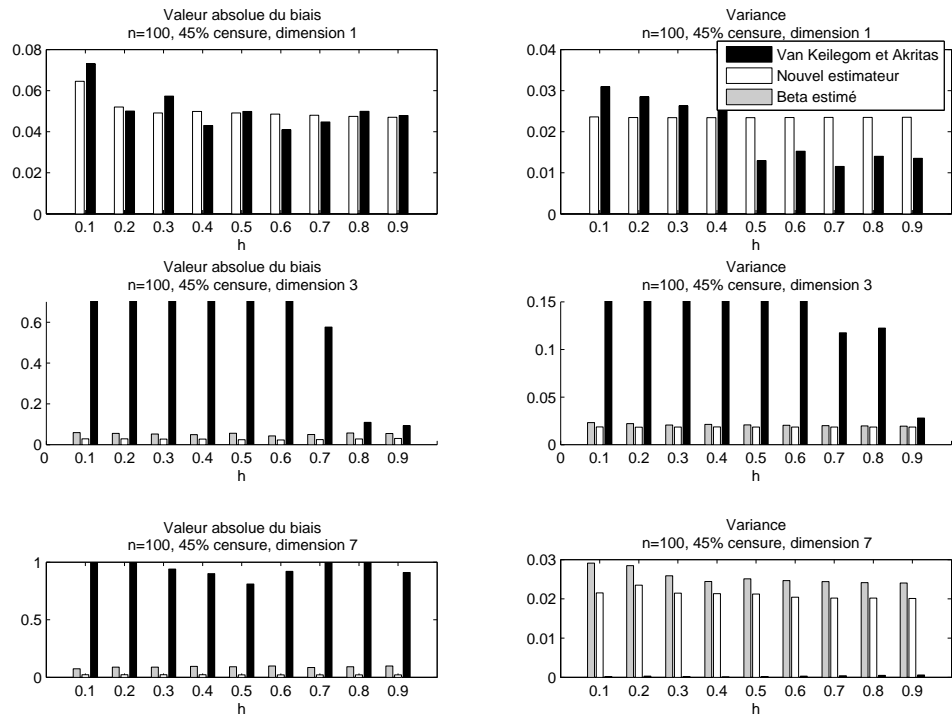 Valeur absolue du biais
n=100, 45% censure, dimension 1
0.08
0.06
0.04
0.02
0
0.1 0.2 0.3 0.4 0.5 0.6 0.7 0.8 0.9
h
Variance
n=100, 45% censure, dimension 1
0.04
0.03
0.02
0.01
0
0.1 0.2 0.3 0.4 0.5 0.6 0.7 0.8 0.9
h
Van Keilegom et Akritas
Nouvel estimateur
Beta estimé
Valeur absolue du biais
n=100, 45% censure, dimension 3
0.6
0.4
0.2
0
0 0.1 0.2 0.3 0.4 0.5 0.6 0.7 0.8 0.9
h
Variance
n=100, 45% censure, dimension 3
0.15
0.1
0.05
0
0 0.1 0.2 0.3 0.4 0.5 0.6 0.7 0.8 0.9
h
Valeur absolue du biais
n=100, 45% censure, dimension 7
1
0.5
0
0.1 0.2 0.3 0.4 0.5 0.6 0.7 0.8 0.9
h
Variance
n=100, 45% censure, dimension 7
0.03
0.02
0.01
0
0.1 0.2 0.3 0.4 0.5 0.6 0.7 0.8 0.9
h